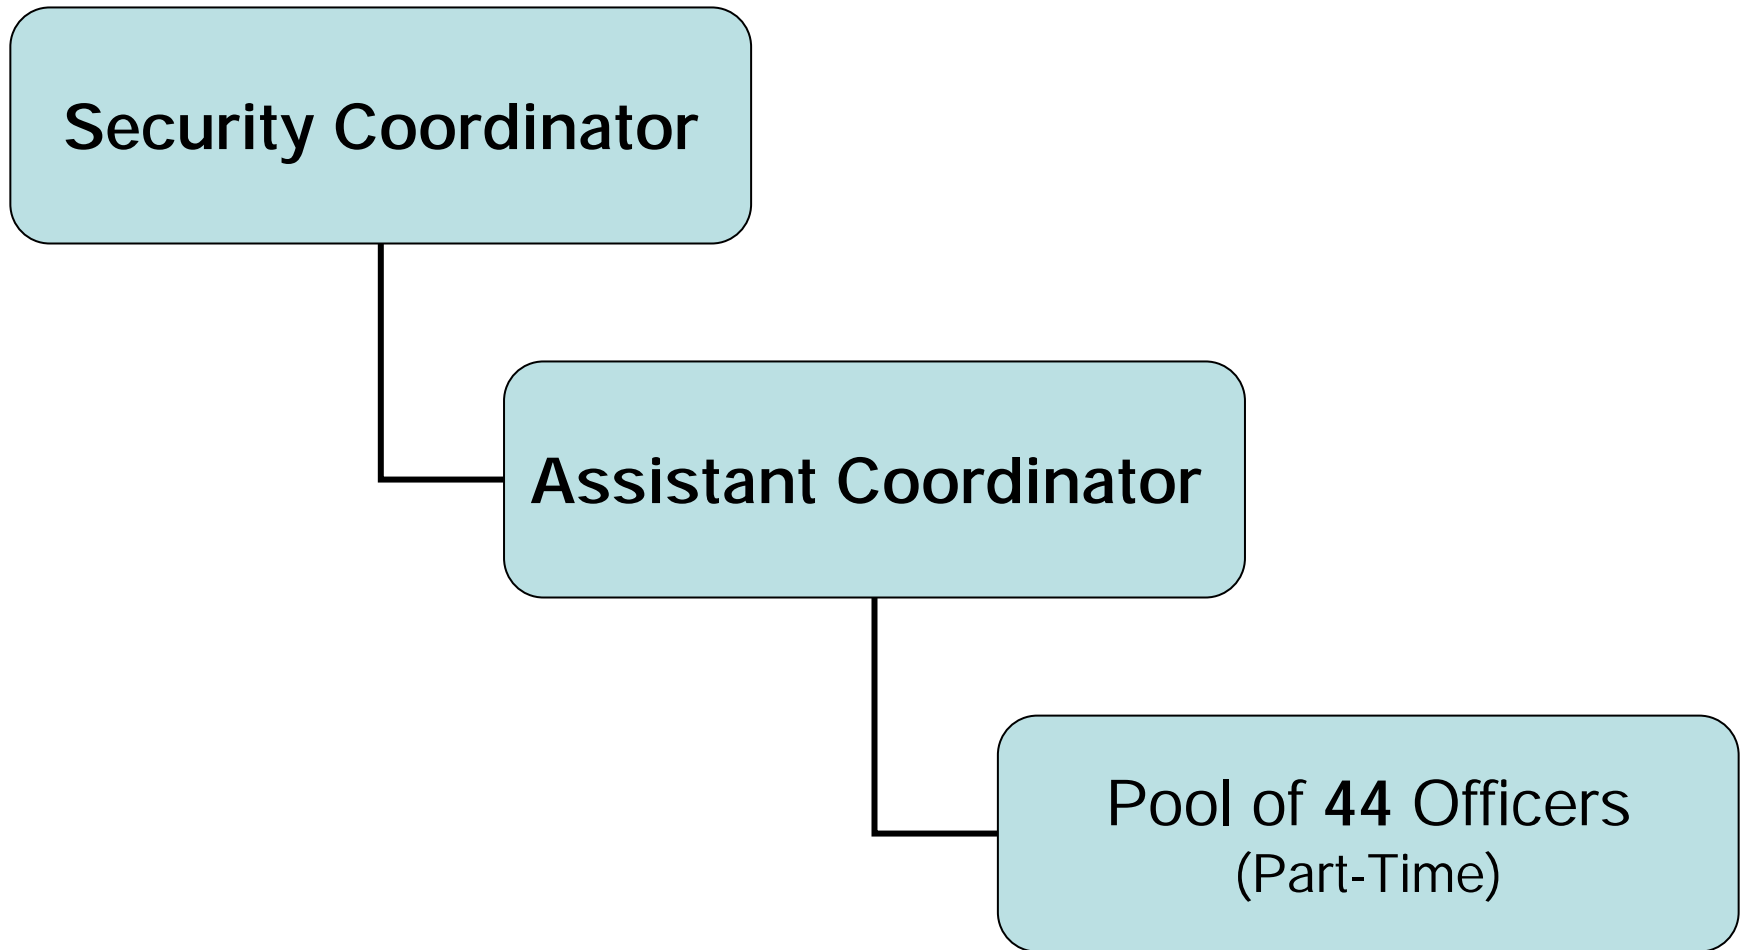 Security Coordinator
Assistant Coordinator
Pool of 44 Officers
(Part-Time)